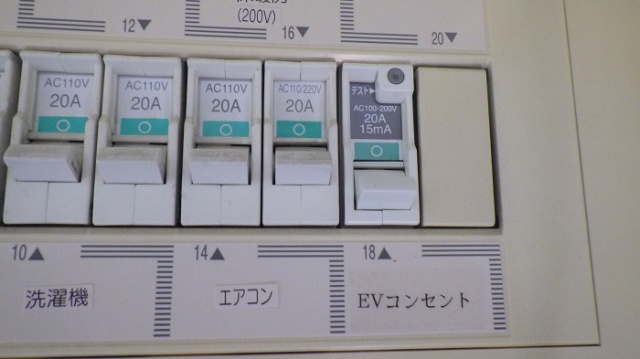 (200V)
12▼
16▼
20▼
AC110V
20A
AC110V
20A
AC110V
20A
AC110/220V
20A
テスト▶
AC100-200V
20A
15mA
10▲
14▲
18▲
洗濯機
エアコン
EVコンセント